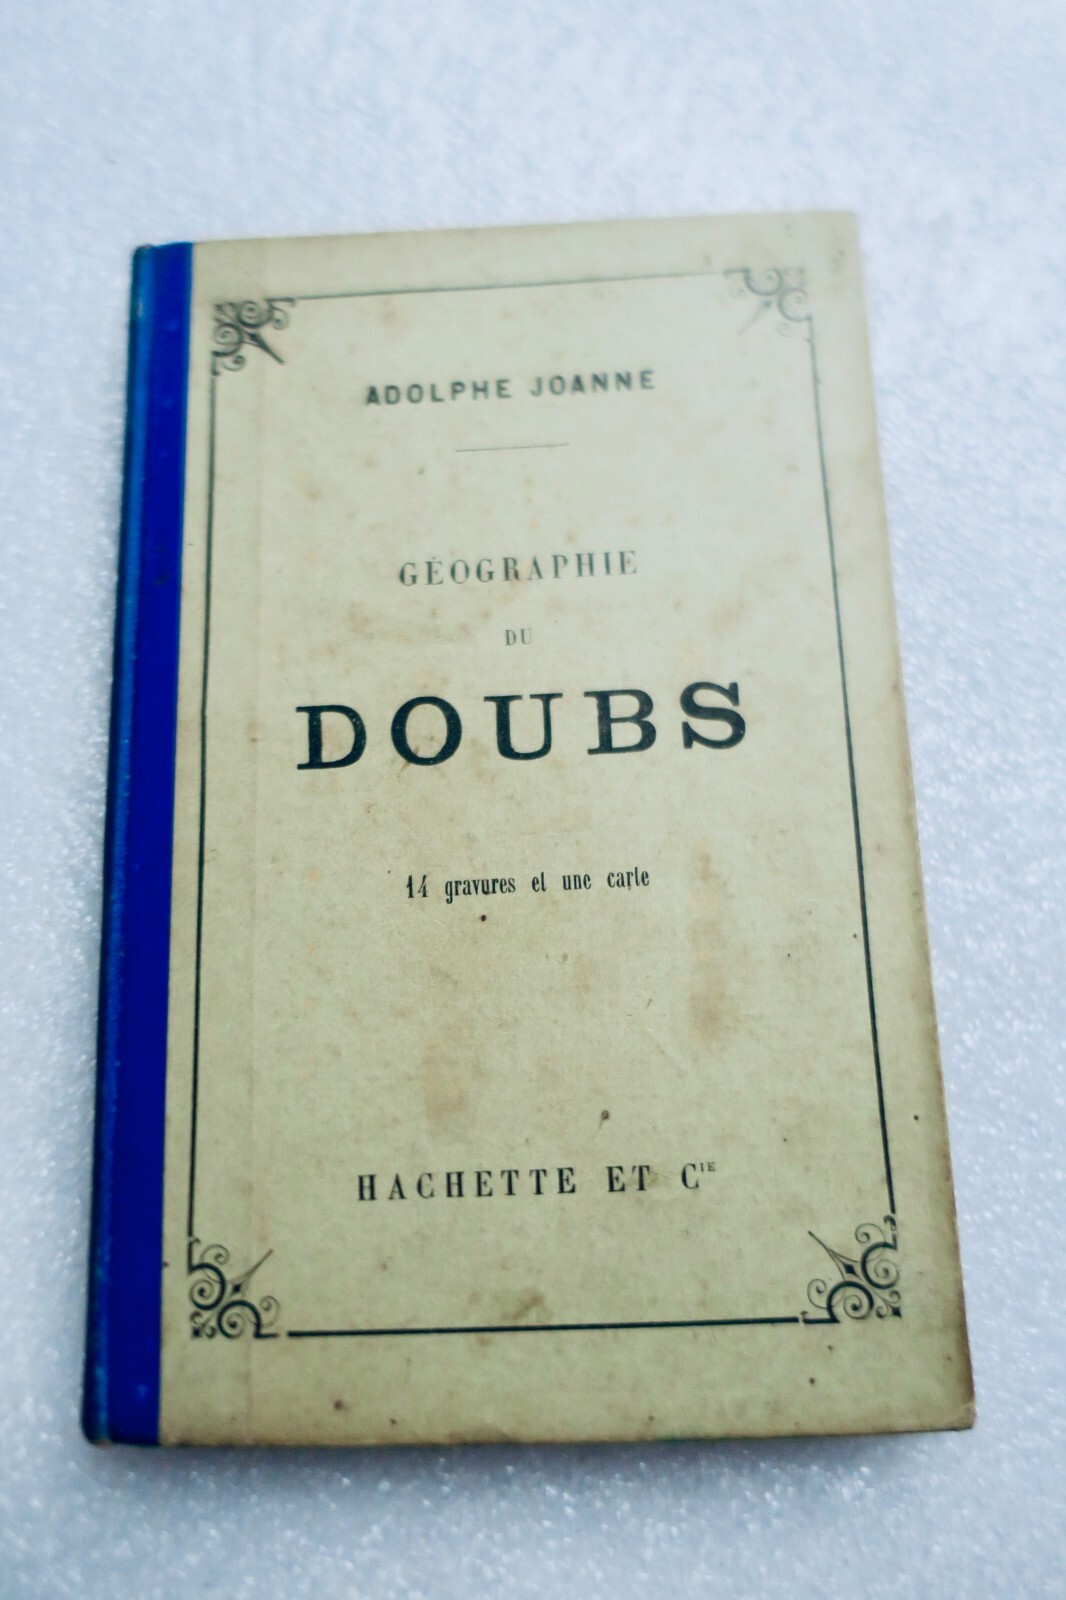 ADOLPHE JOANNE
GÉOGRAPHIE
DU
DOUBS
14 gravures et une carte
HACHETTE ET CIE